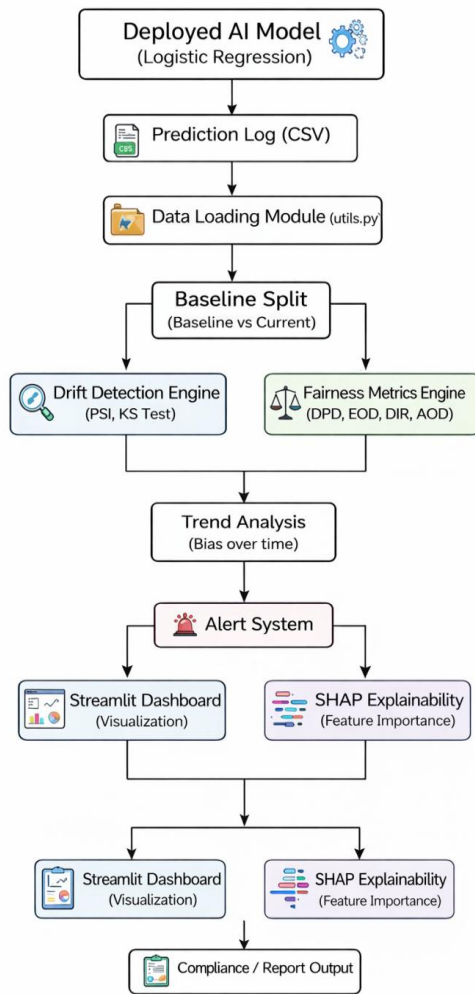 Deployed AI Model
(Logistic Regression)
CBS
Prediction Log (CSV)
Data Loading Module (utils.py)
Baseline Split
(Baseline vs Current)
Drift Detection Engine
(PSI, KS Test)
Fairness Metrics Engine
(DPD, EOD, DIR, AOD)
Trend Analysis
(Bias over time)
Alert System
Streamlit Dashboard
(Visualization)
SHAP Explainability
(Feature Importance)
Streamlit Dashboard
(Visualization)
SHAP Explainability
(Feature Importance)
Compliance / Report Output